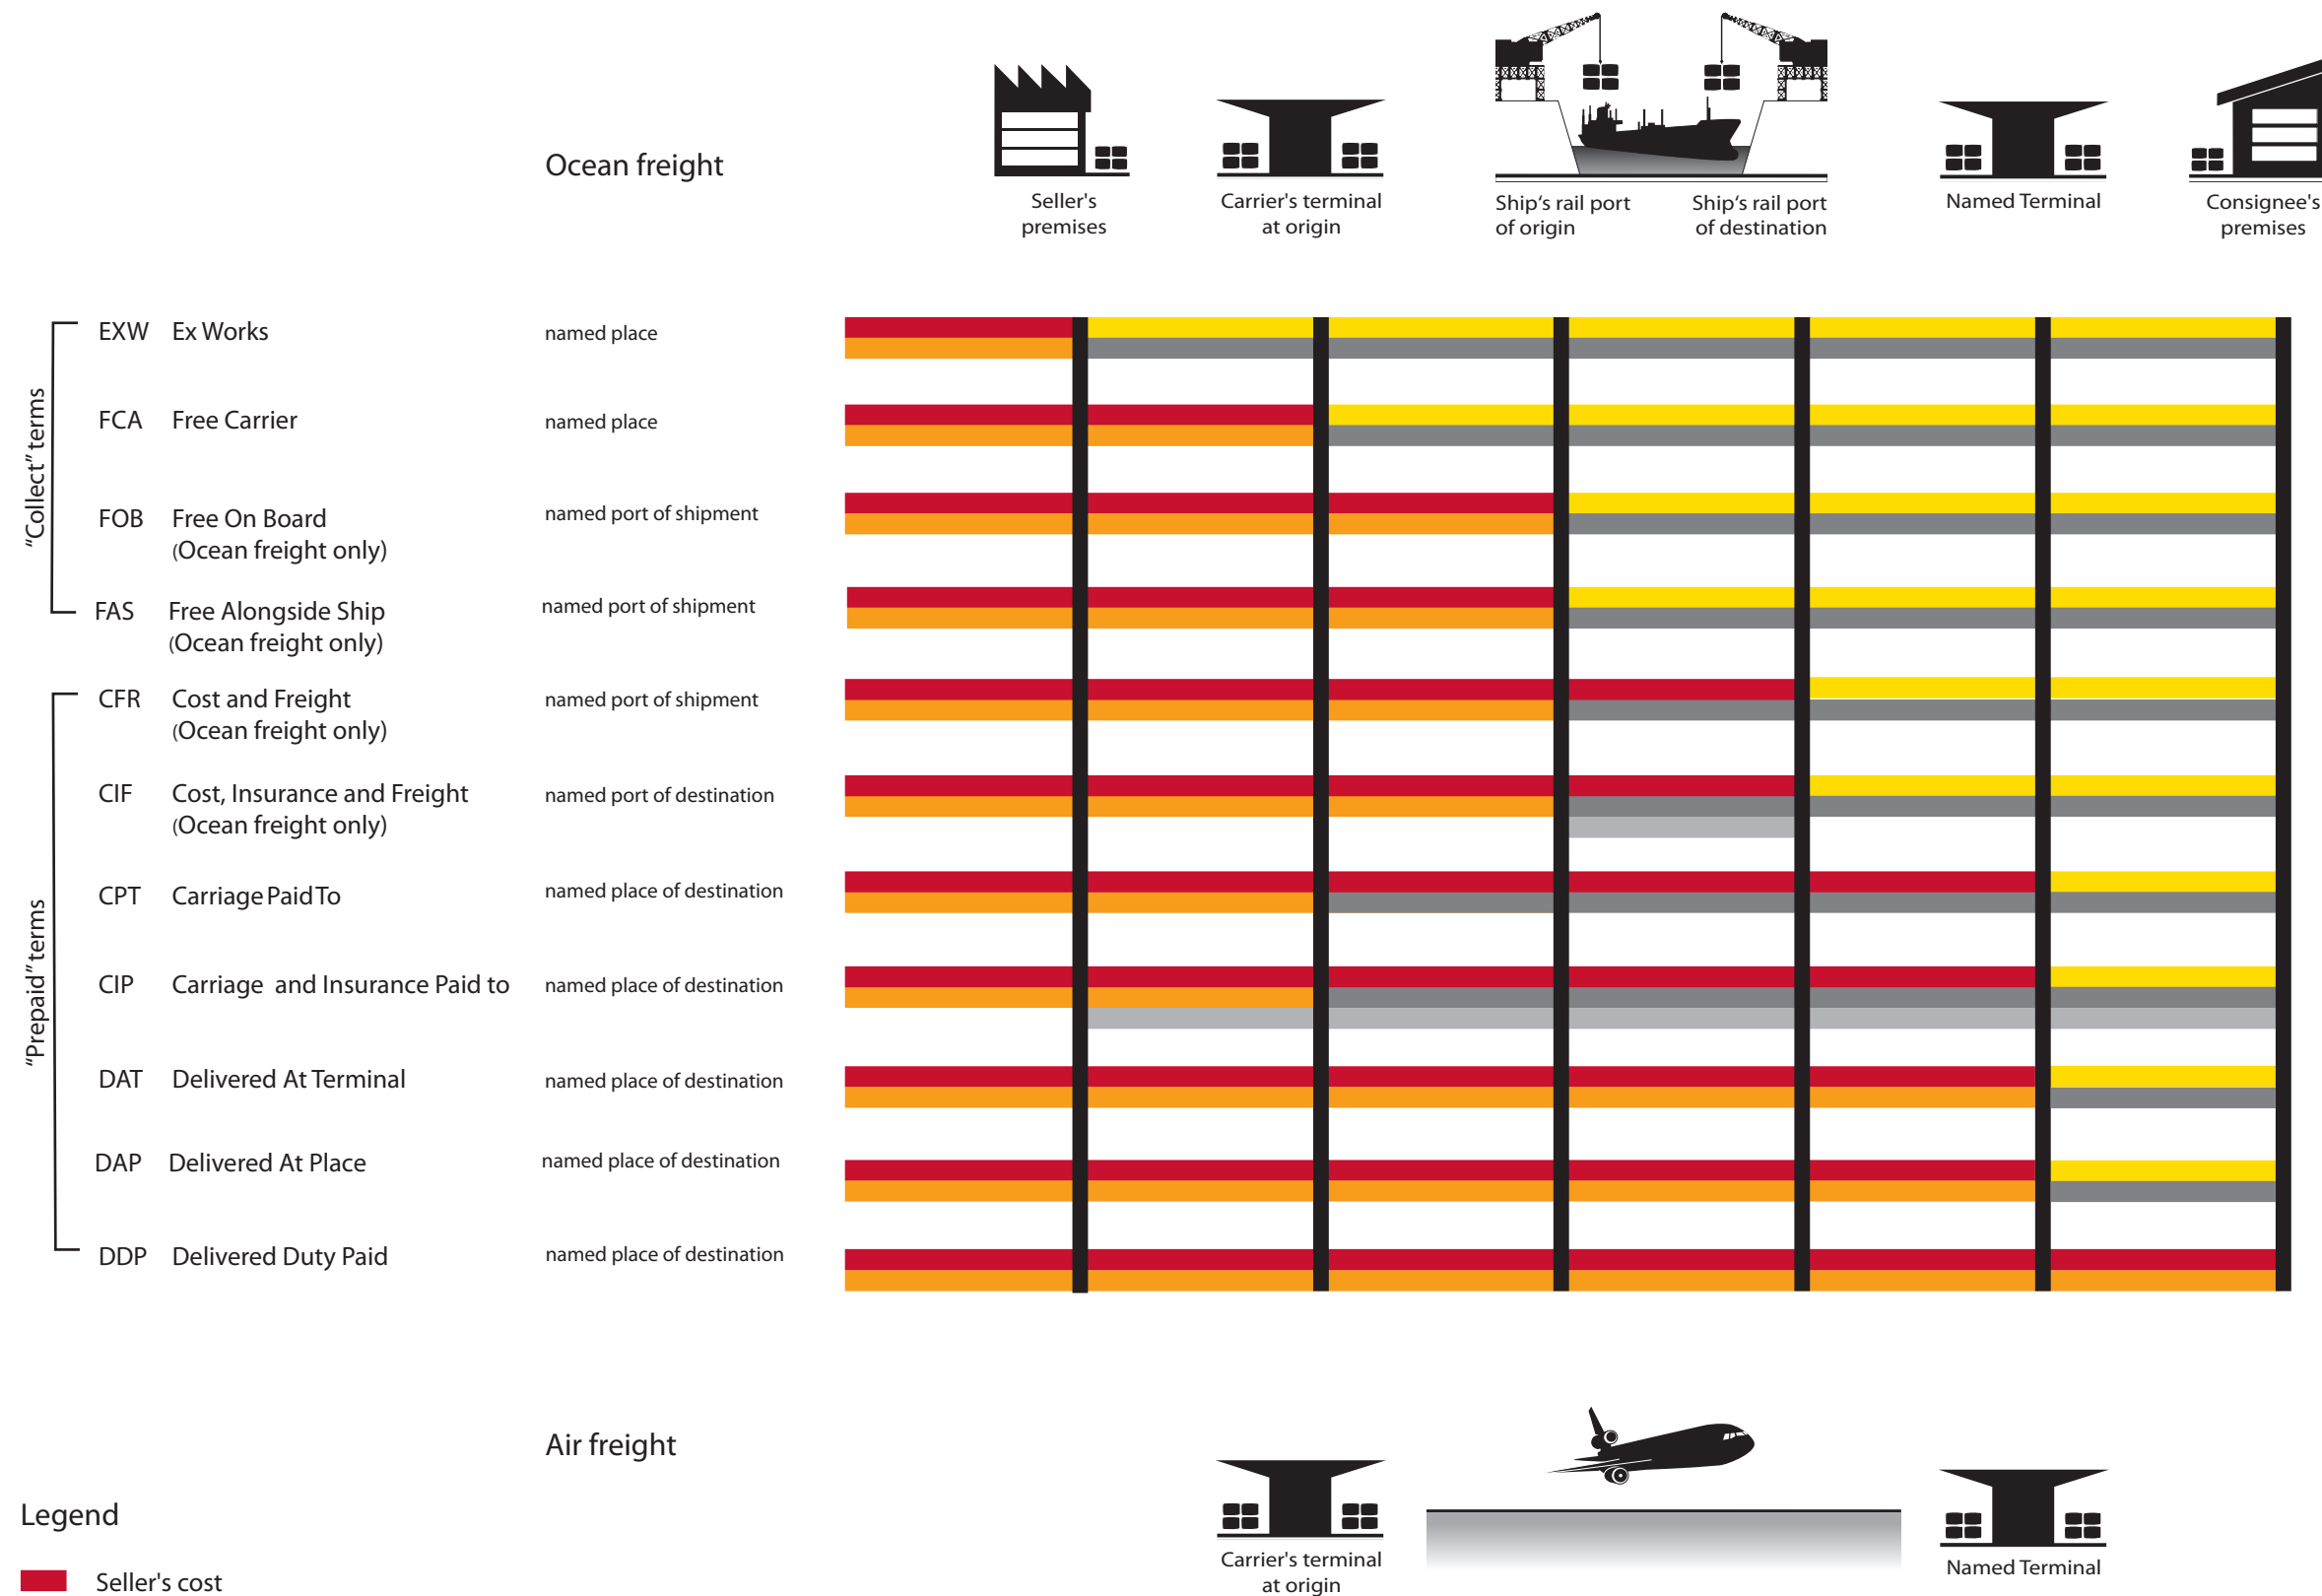 Ocean freight
Seller's
premises
Carrier's terminal
at origin
Ship's rail port
of origin
Ship's rail port
of destination
Named Terminal
Consignee's
premises
"Collect" terms
EXW Ex Works named place
FCA Free Carrier named place
FOB Free On Board named port of shipment
(Ocean freight only)
FAS Free Alongside Ship named port of shipment
(Ocean freight only)
"Prepaid" terms
CFR Cost and Freight named port of shipment
(Ocean freight only)
CIF Cost, Insurance and Freight named port of destination
(Ocean freight only)
CPT Carriage Paid To named place of destination
CIP Carriage and Insurance Paid to named place of destination
DAT Delivered At Terminal named place of destination
DAP Delivered At Place named place of destination
DDP Delivered Duty Paid named place of destination
Air freight
Carrier's terminal
at origin
Named Terminal
Legend
Seller's cost